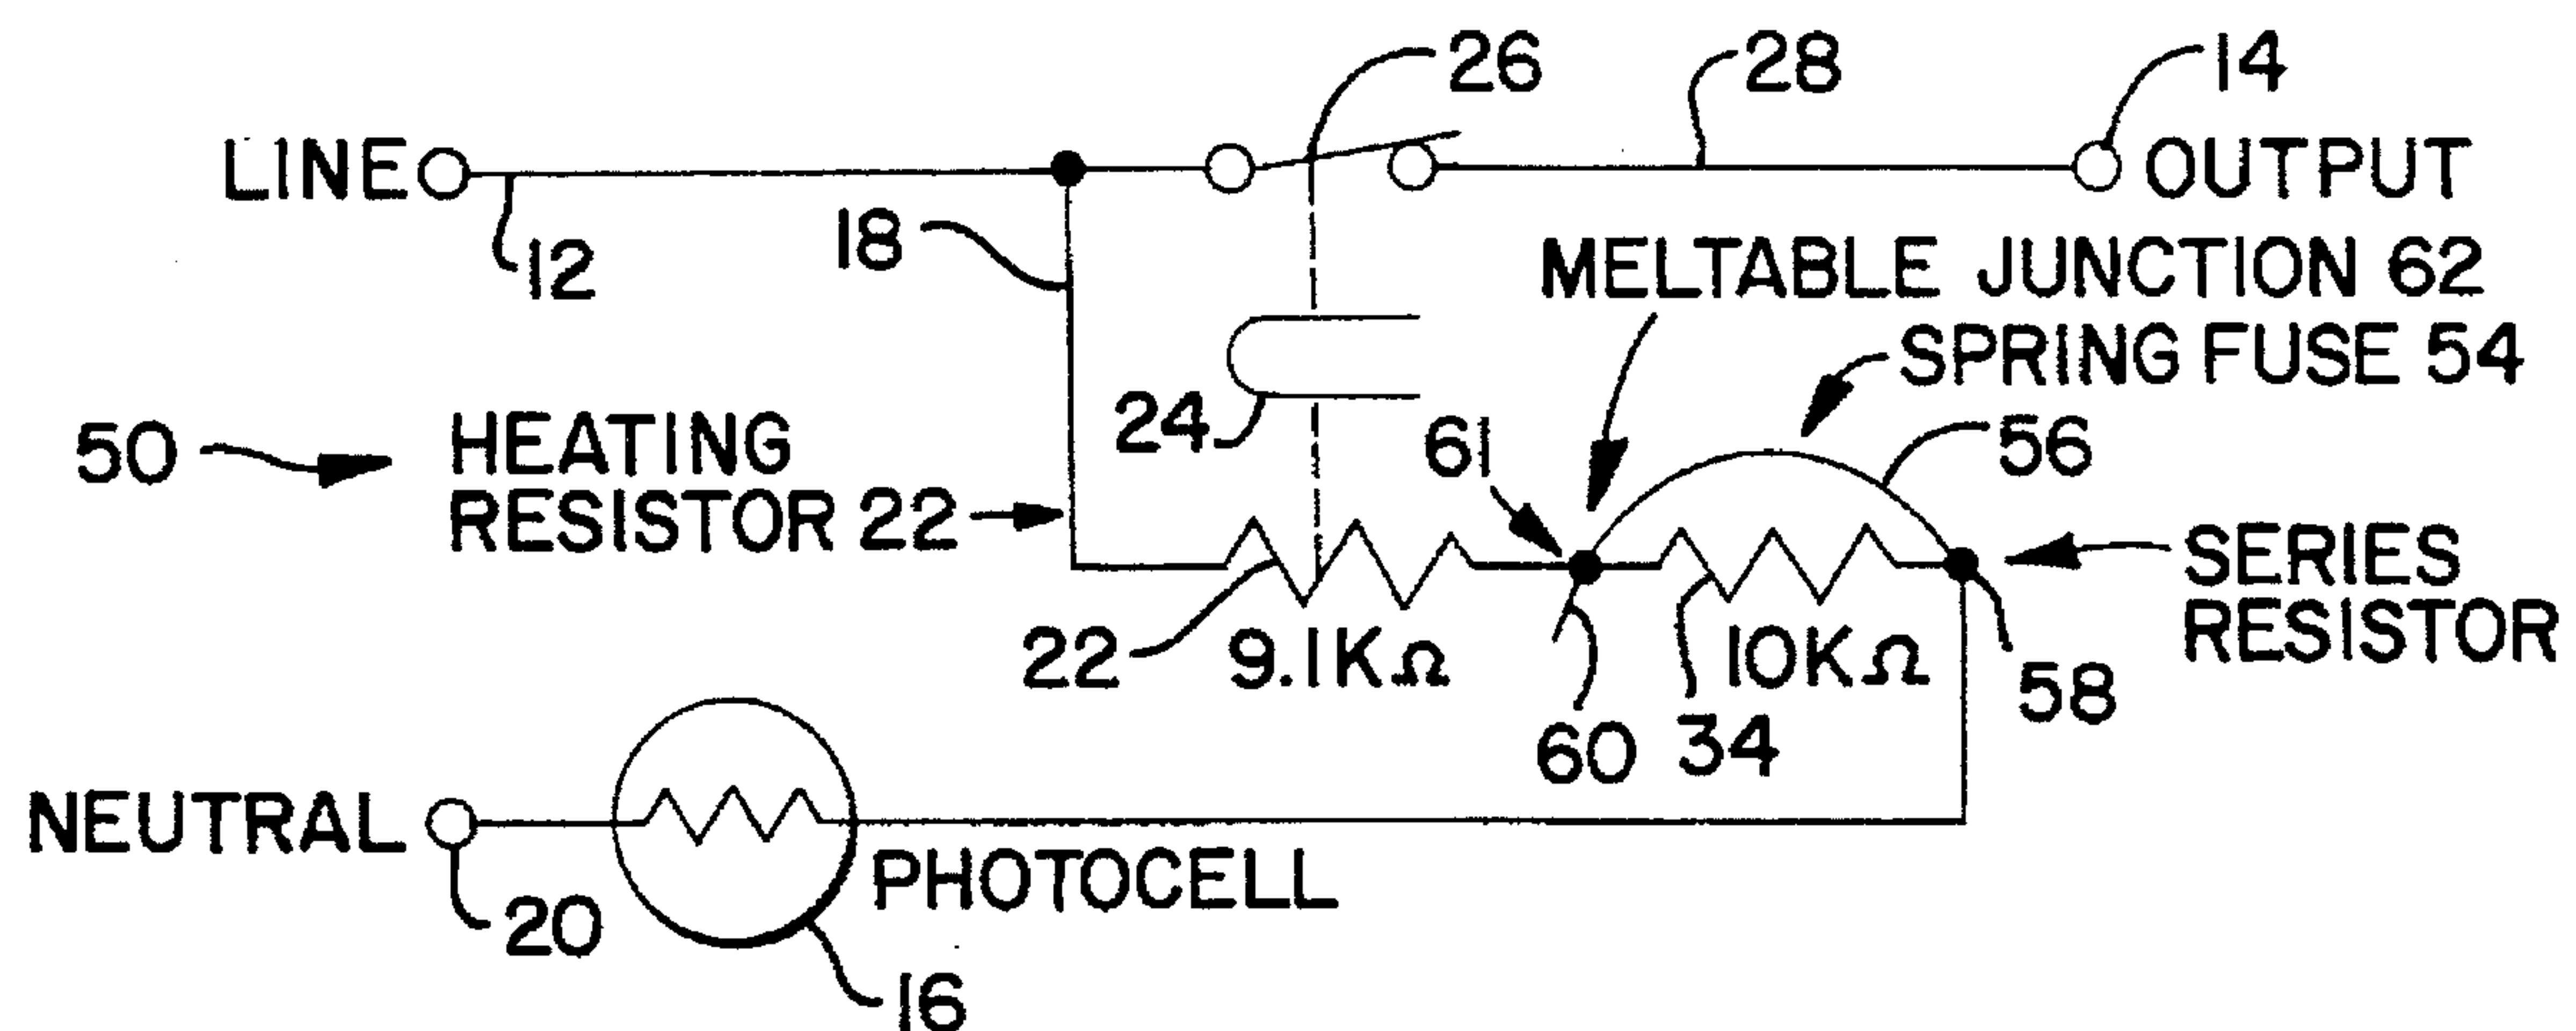 26
28
14
LINE
OUTPUT
12
18
MELTABLE JUNCTION 62
SPRING FUSE 54
24
61
56
50
HEATING
RESISTOR 22
SERIES
RESISTOR
22
9.1KΩ
10KΩ
58
60
34
NEUTRAL
PHOTOCELL
20
16